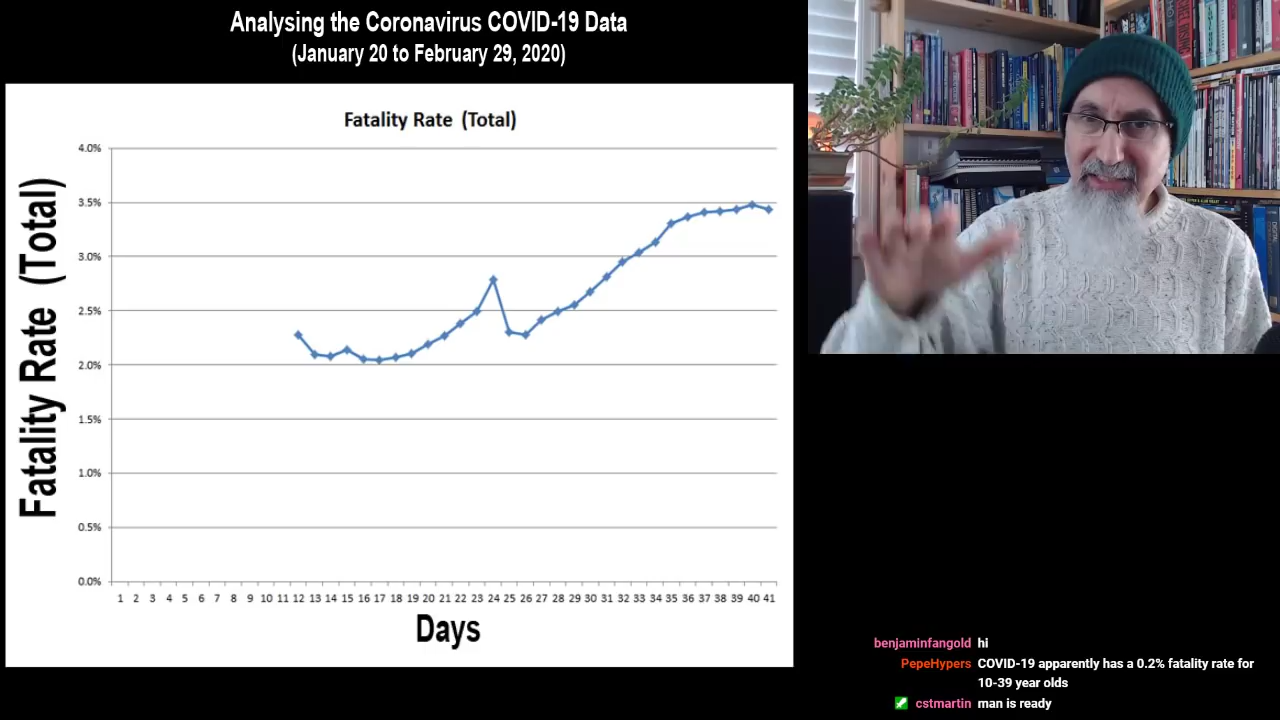 Analysing the Coronavirus COVID-19 Data
(January 20 to February 29, 2020)
Fatality Rate (Total)
Fatality Rate (Total)
4.0%
3.5%
3.0%
2.5%
2.0%
1.5%
1.0%
0.5%
0.0%
1 2 3 4 5 6 7 8 9 10 11 12 13 14 15 16 17 18 19 20 21 22 23 24 25 26 27 28 29 30 31 32 33 34 35 36 37 38 39 40 41
Days
benjaminfangold hi
PepeHypers COVID-19 apparently has a 0.2% fatality rate for
10-39 year olds
cstmartin man is ready